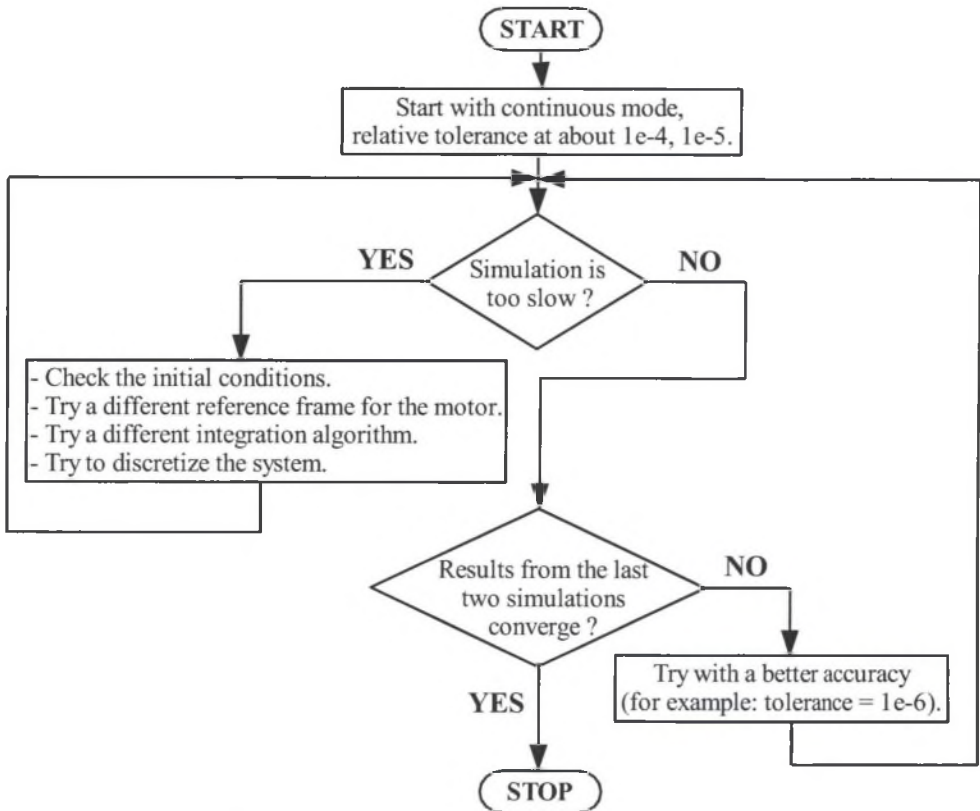 START
Start with continuous mode,
relative tolerance at about 1e-4, 1e-5.
YES
NO
Simulation is
too slow ?
- Check the initial conditions.
- Try a different reference frame for the motor.
- Try a different integration algorithm.
- Try to discretize the system.
Results from the last
two simulations
converge ?
NO
Try with a better accuracy
(for example: tolerance = 1e-6).
YES
STOP